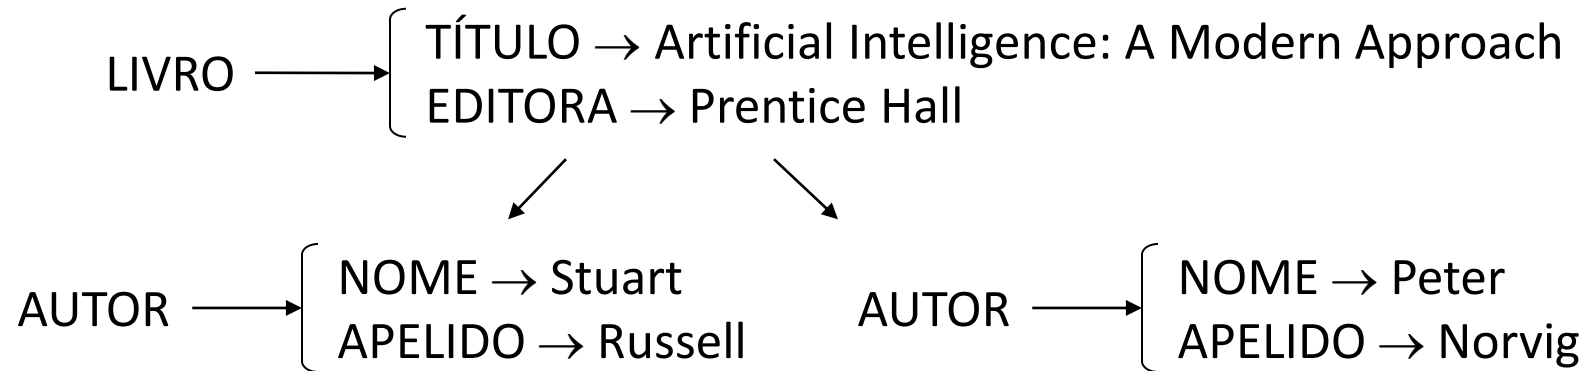 LIVRO
TÍTULO → Artificial Intelligence: A Modern Approach
EDITORA → Prentice Hall
AUTOR
NOME → Stuart
APELIDO → Russell
AUTOR
NOME → Peter
APELIDO → Norvig